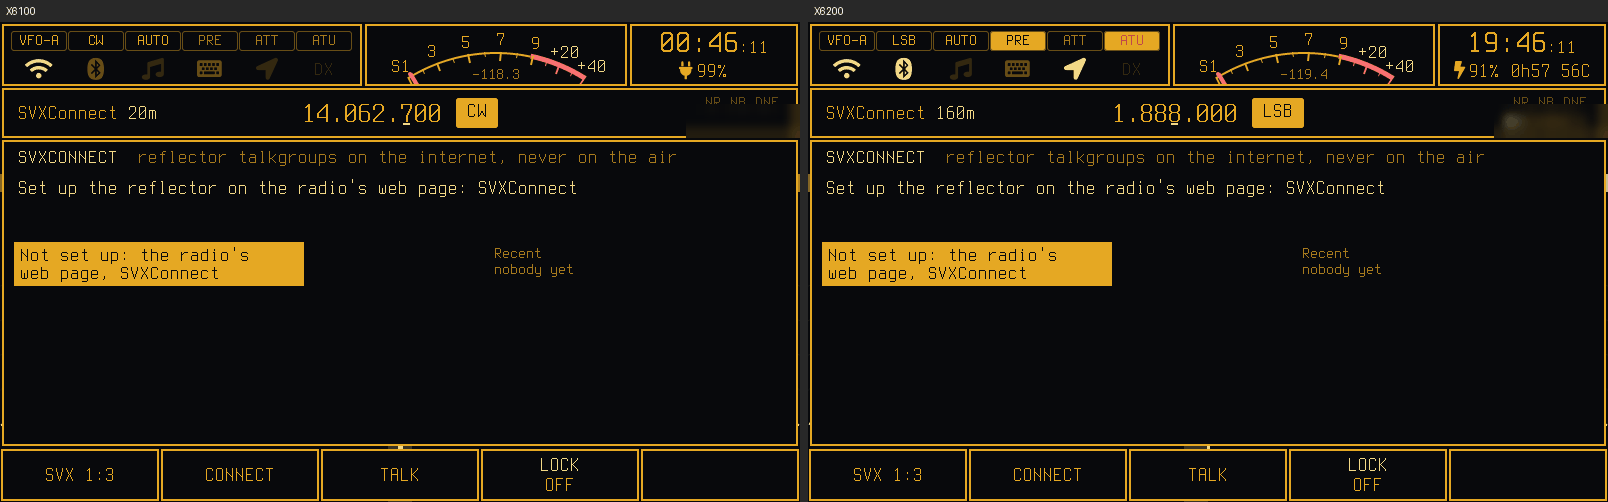 X6100
VFO-A CW AUTO PRE ATT ATU
DX
S1 3 5 7 9 +20 +40
-118.3
00:46:11
99%
SVXConnect 20m 14.062.700 CW
NR NB DNF
SVXCONNECT reflector talkgroups on the internet, never on the air
Set up the reflector on the radio's web page: SVXConnect
Not set up: the radio's
web page, SVXConnect
Recent
nobody yet
SVX 1:3 CONNECT TALK LOCK
OFF
X6200
VFO-A LSB AUTO PRE ATT ATU
DX
S1 3 5 7 9 +20 +40
-119.4
19:46:11
91% 0h57 56C
SVXConnect 160m 1.888.000 LSB
NR NB DNF
SVXCONNECT reflector talkgroups on the internet, never on the air
Set up the reflector on the radio's web page: SVXConnect
Not set up: the radio's
web page, SVXConnect
Recent
nobody yet
SVX 1:3 CONNECT TALK LOCK
OFF